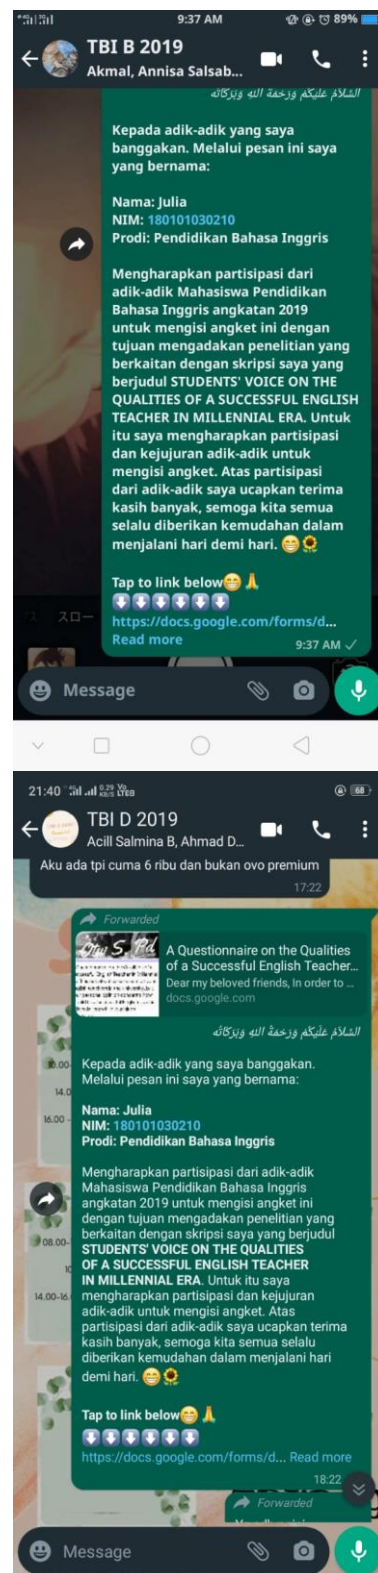 9:37 AM
89%
TBI B 2019
Akmal, Annisa Salsab...
السَّلاَمُ عَلَيْكُمْ وَرَحْمَةُ اللهِ وَبَرَكَاتُه
Kepada adik-adik yang saya
banggakan. Melalui pesan ini saya
yang bernama:
Nama: Julia
NIM: 180101030210
Prodi: Pendidikan Bahasa Inggris
Mengharapkan partisipasi dari
adik-adik Mahasiswa Pendidikan
Bahasa Inggris angkatan 2019
untuk mengisi angket ini dengan
tujuan mengadakan penelitian yang
berkaitan dengan skripsi saya yang
berjudul STUDENTS' VOICE ON THE
QUALITIES OF A SUCCESSFUL ENGLISH
TEACHER IN MILLENNIAL ERA. Untuk
itu saya mengharapkan partisipasi
dan kejujuran adik-adik untuk
mengisi angket. Atas partisipasi
dari adik-adik saya ucapkan terima
kasih banyak, semoga kita semua
selalu diberikan kemudahan dalam
menjalani hari demi hari. 😁🌻
Tap to link below😁🙏
⬇️⬇️⬇️⬇️⬇️⬇️
https://docs.google.com/forms/d...
Read more
9:37 AM
スロー
Message
21:40
0.29 KB/S
68
TBI D 2019
Acill Salmina B, Ahmad D...
Aku ada tpi cuma 6 ribu dan bukan ovo premium
17:22
Forwarded
A Questionnaire on the Qualities
of a Successful English Teacher...
Dear my beloved friends, In order to ...
docs.google.com
السَّلاَمُ عَلَيْكُمْ وَرَحْمَةُ اللهِ وَبَرَكَاتُه
Kepada adik-adik yang saya banggakan.
Melalui pesan ini saya yang bernama:
Nama: Julia
NIM: 180101030210
Prodi: Pendidikan Bahasa Inggris
Mengharapkan partisipasi dari adik-adik
Mahasiswa Pendidikan Bahasa Inggris
angkatan 2019 untuk mengisi angket ini
dengan tujuan mengadakan penelitian yang
berkaitan dengan skripsi saya yang berjudul
STUDENTS' VOICE ON THE QUALITIES
OF A SUCCESSFUL ENGLISH TEACHER
IN MILLENNIAL ERA. Untuk itu saya
mengharapkan partisipasi dan kejujuran
adik-adik untuk mengisi angket. Atas
partisipasi dari adik-adik saya ucapkan terima
kasih banyak, semoga kita semua selalu
diberikan kemudahan dalam menjalani hari
demi hari. 😁🌻
Tap to link below😁🙏
⬇️⬇️⬇️⬇️⬇️⬇️
https://docs.google.com/forms/d... Read more
18:22
Forwarded
Message